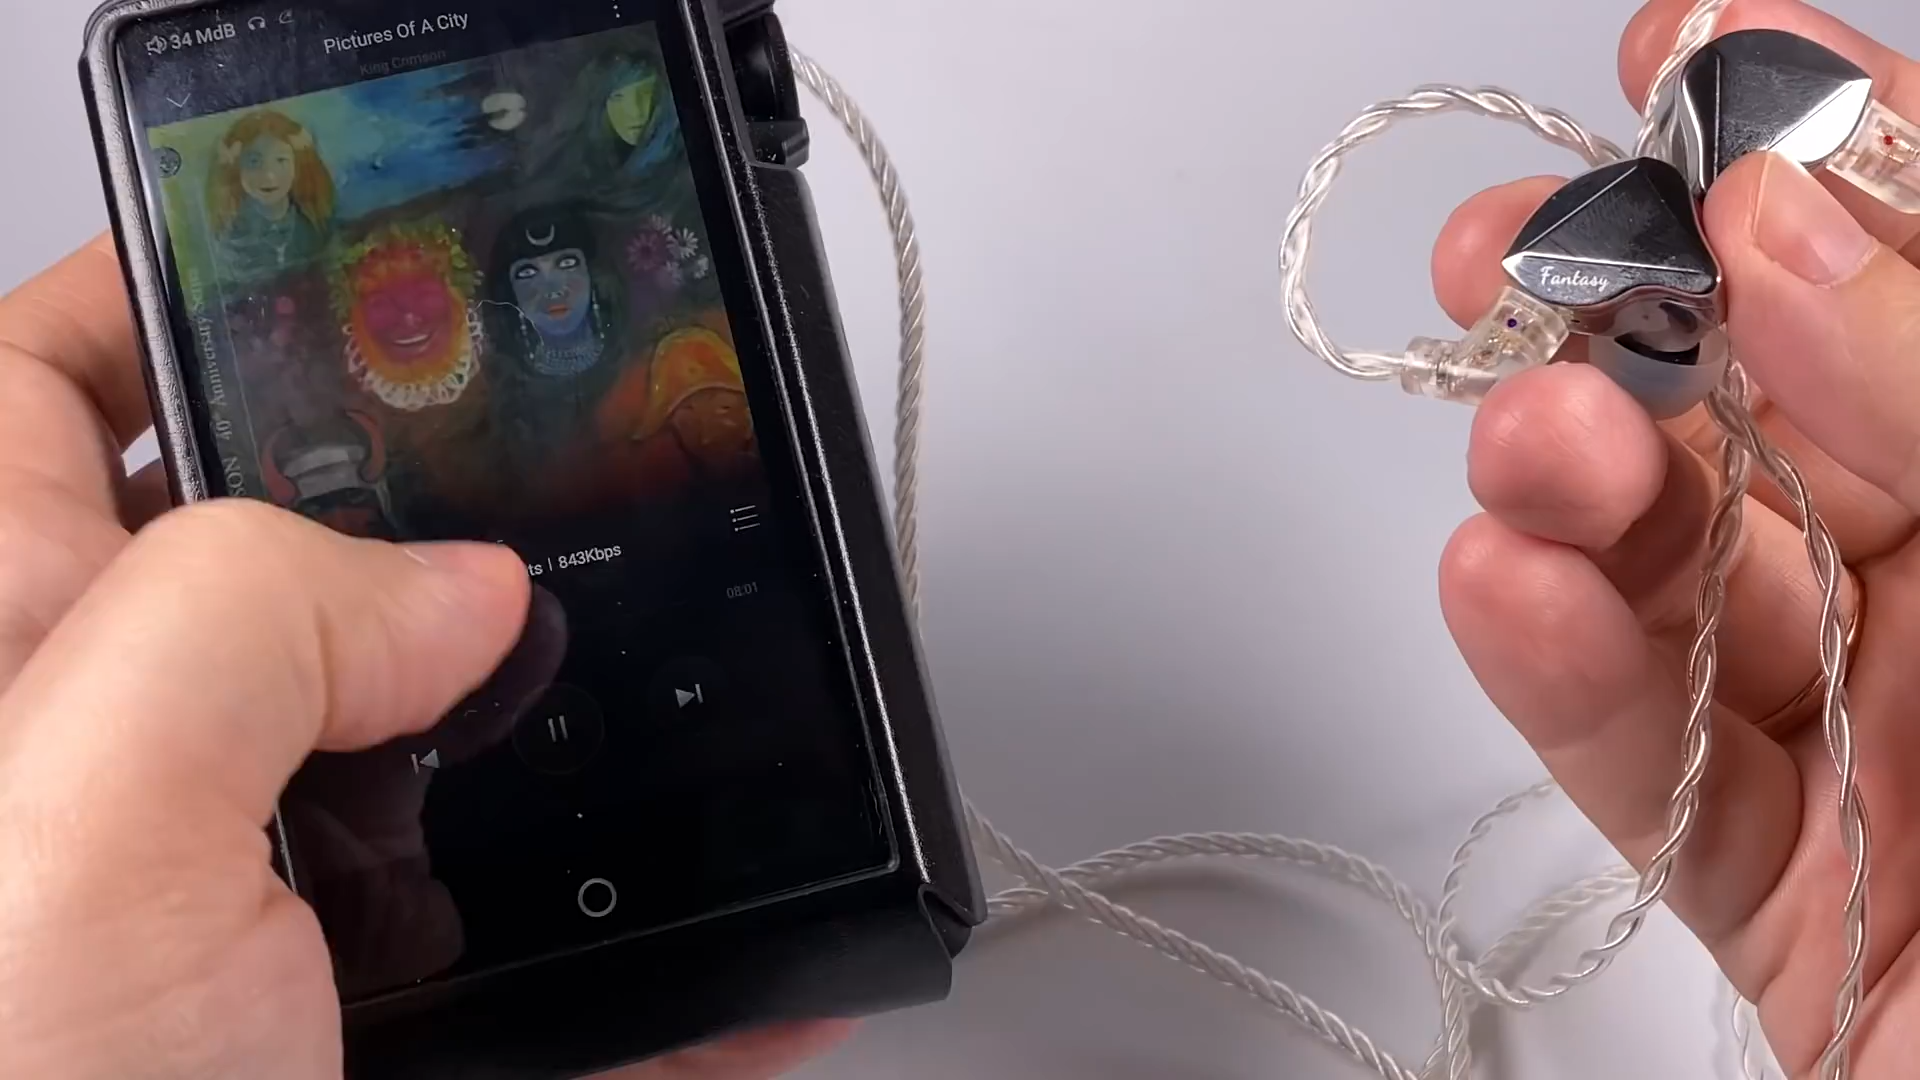 34 MdB
Pictures Of A City
King Crimson
SON 40th Anniversary Series
ts | 843Kbps
08:01
Fantasy